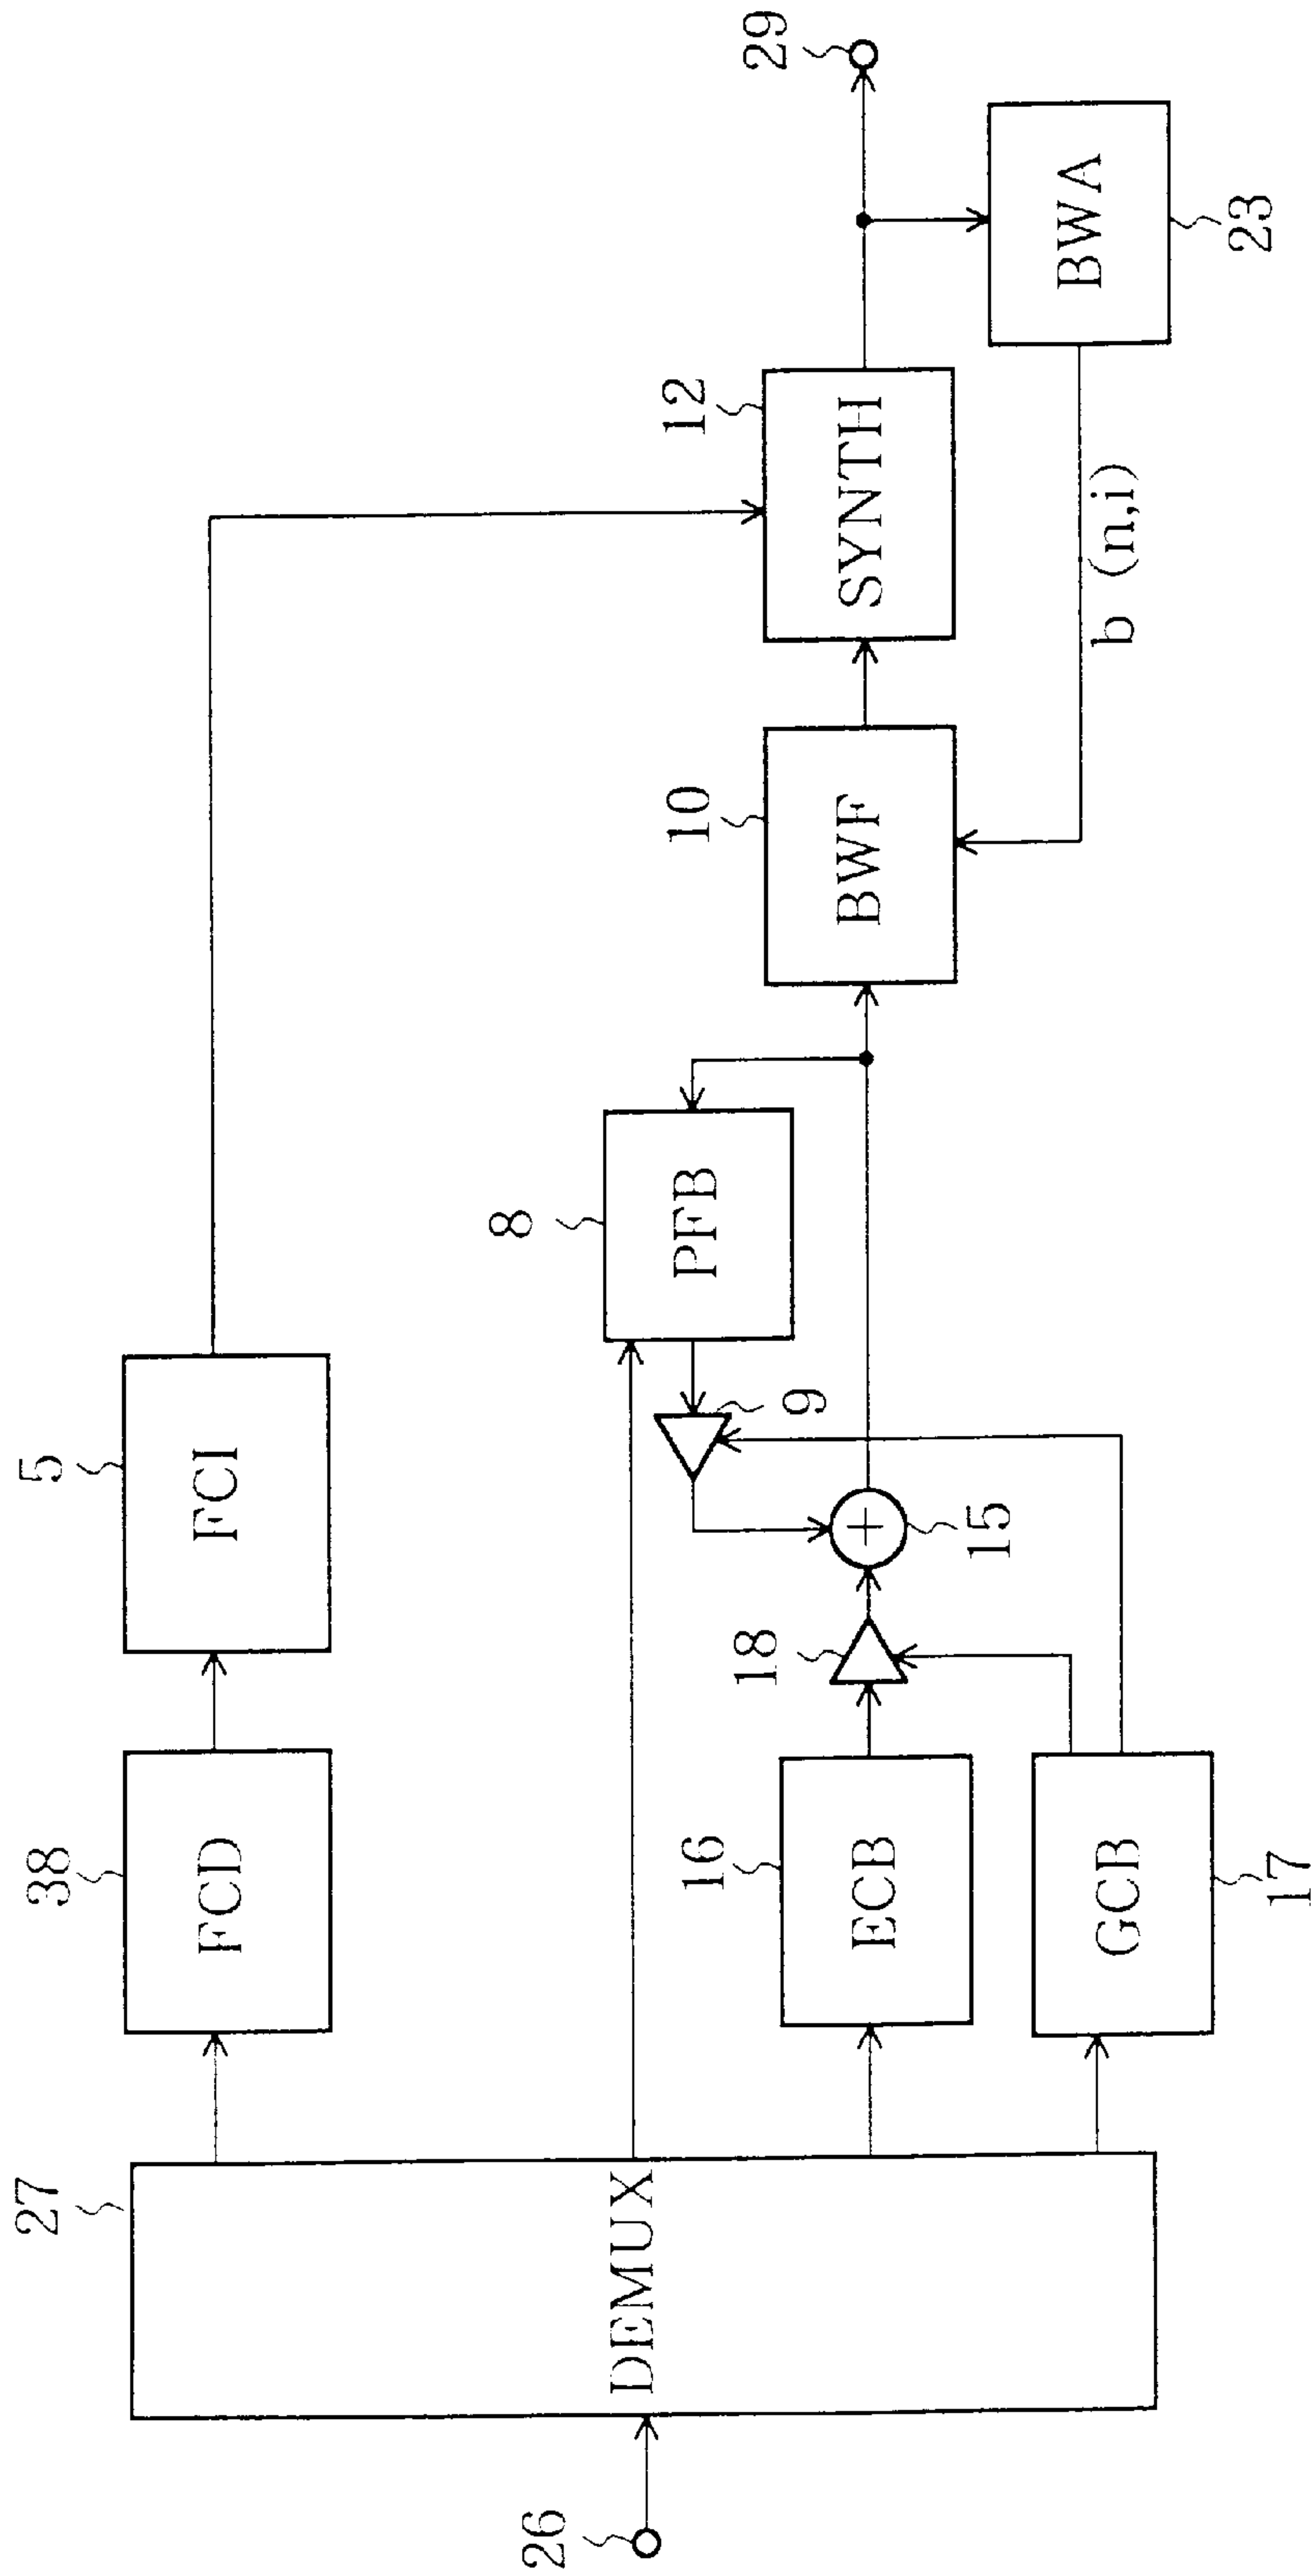 26
27
DEMUX
38
FCD
5
FCI
8
PFB
9
16
ECB
18
15
GCB
17
10
BWF
12
SYNTH
b (n,i)
29
BWA
23